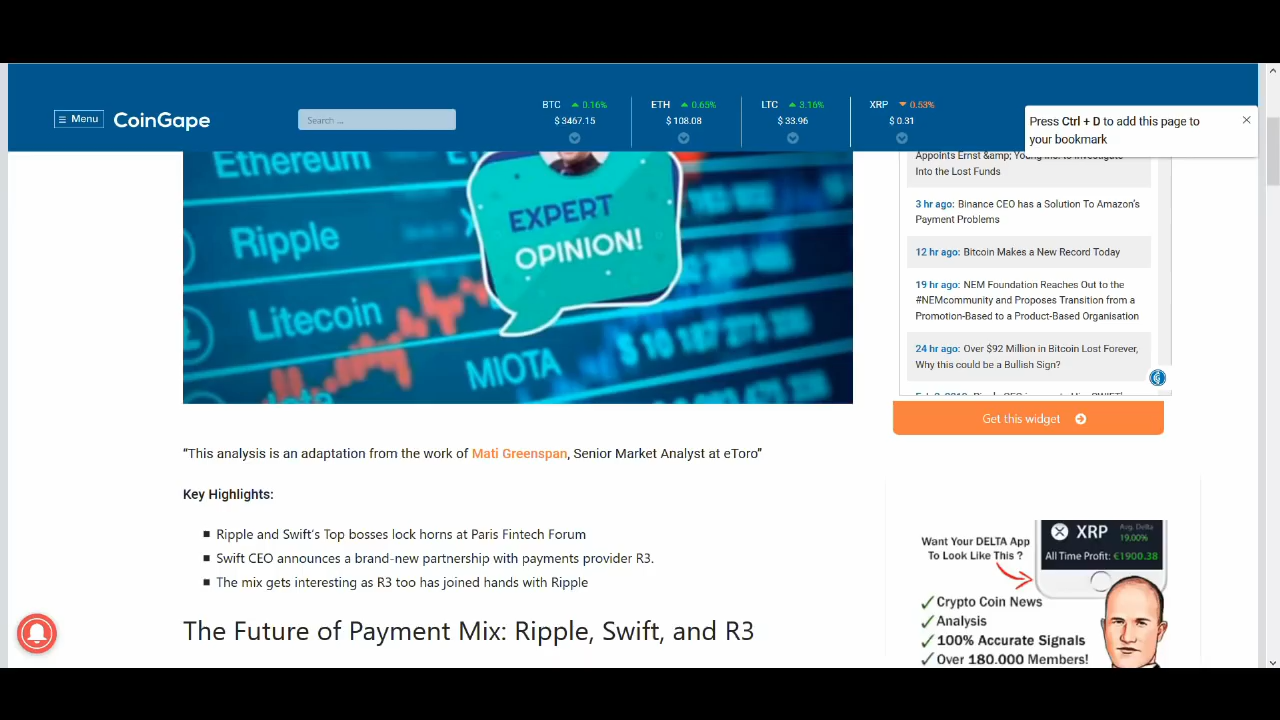 Menu
CoinGape
Search ...
BTC 0.16%
$ 3467.15
ETH 0.65%
$ 108.08
LTC 3.16%
$ 33.96
XRP 0.53%
$ 0.31
Press Ctrl + D to add this page to
your bookmark
Ethereum
Ripple
Litecoin
MIOTA
EXPERT
OPINION!
Appoints Ernst &amp; Young Inc. to Investigate
Into the Lost Funds
3 hr ago: Binance CEO has a Solution To Amazon's
Payment Problems
12 hr ago: Bitcoin Makes a New Record Today
19 hr ago: NEM Foundation Reaches Out to the
#NEMcommunity and Proposes Transition from a
Promotion-Based to a Product-Based Organisation
24 hr ago: Over $92 Million in Bitcoin Lost Forever,
Why this could be a Bullish Sign?
Get this widget
“This analysis is an adaptation from the work of Mati Greenspan, Senior Market Analyst at eToro”
Key Highlights:
Ripple and Swift's Top bosses lock horns at Paris Fintech Forum
Swift CEO announces a brand-new partnership with payments provider R3.
The mix gets interesting as R3 too has joined hands with Ripple
The Future of Payment Mix: Ripple, Swift, and R3
Want Your DELTA App
To Look Like This ?
XRP
Avg. Delta
19.00%
All Time Profit: €1900.38
Crypto Coin News
Analysis
100% Accurate Signals
Over 180.000 Members!